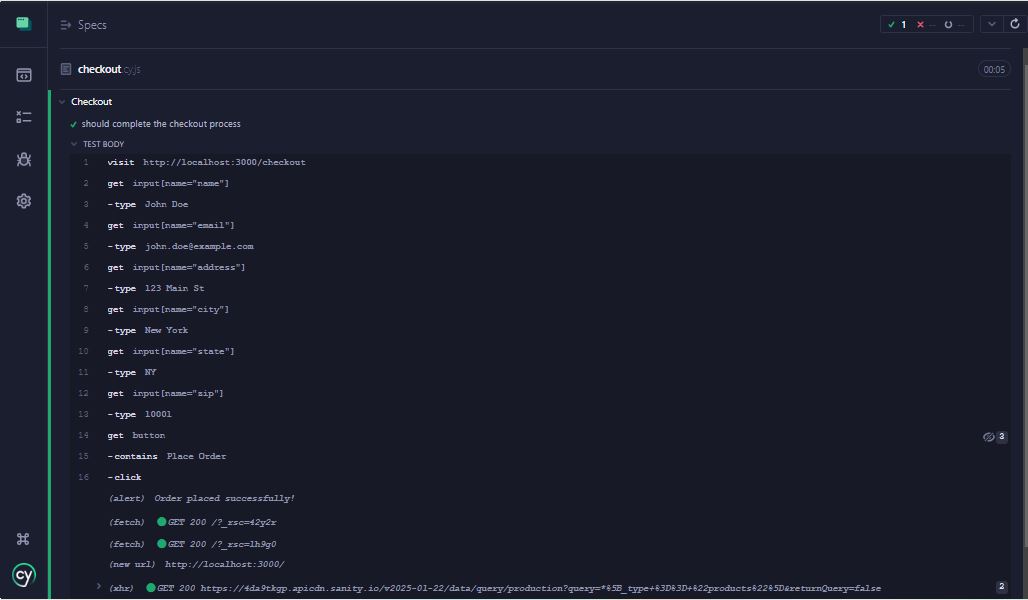 Specs
✓ 1 × -- --
checkout.cy.js
00:05
Checkout
✓ should complete the checkout process
TEST BODY
1 visit http://localhost:3000/checkout
2 get input[name="name"]
3 -type John Doe
4 get input[name="email"]
5 -type john.doe@example.com
6 get input[name="address"]
7 -type 123 Main St
8 get input[name="city"]
9 -type New York
10 get input[name="state"]
11 -type NY
12 get input[name="zip"]
13 -type 10001
14 get button 3
15 -contains Place Order
16 -click
(alert) Order placed successfully!
(fetch) GET 200 /?_rsc=42y2r
(fetch) GET 200 /?_rsc=1h9g0
(new url) http://localhost:3000/
(xhr) GET 200 https://4da9tkgp.apicdn.sanity.io/v2025-01-22/data/query/production?query=*%5B_type+%3D%3D+%22products%22%5D&returnQuery=false 2
cy